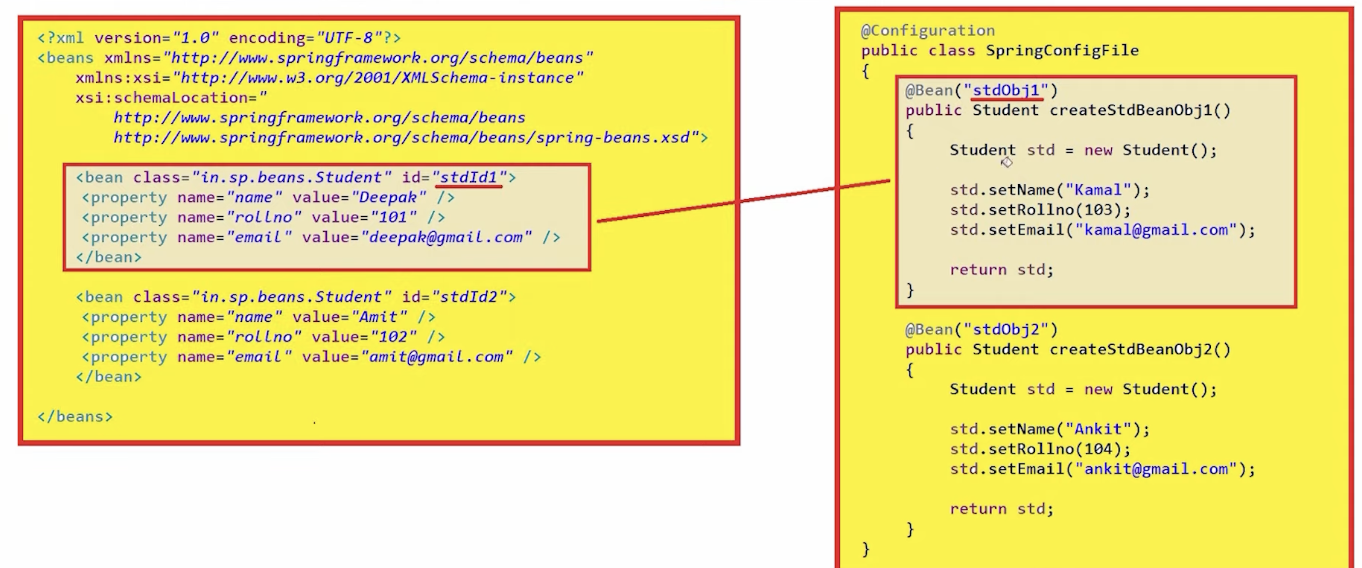 <?xml version="1.0" encoding="UTF-8"?>
<beans xmlns="http://www.springframework.org/schema/beans"
xmlns:xsi="http://www.w3.org/2001/XMLSchema-instance"
xsi:schemaLocation="
http://www.springframework.org/schema/beans
http://www.springframework.org/schema/beans/spring-beans.xsd">
<bean class="in.sp.beans.Student" id="stdId1">
<property name="name" value="Deepak" />
<property name="rollno" value="101" />
<property name="email" value="deepak@gmail.com" />
</bean>
<bean class="in.sp.beans.Student" id="stdId2">
<property name="name" value="Amit" />
<property name="rollno" value="102" />
<property name="email" value="amit@gmail.com" />
</bean>
</beans>
@Configuration
public class SpringConfigFile
{
@Bean("stdObj1")
public Student createStdBeanObj1()
{
Student std = new Student();
std.setName("Kamal");
std.setRollno(103);
std.setEmail("kamal@gmail.com");
return std;
}
@Bean("stdObj2")
public Student createStdBeanObj2()
{
Student std = new Student();
std.setName("Ankit");
std.setRollno(104);
std.setEmail("ankit@gmail.com");
return std;
}
}